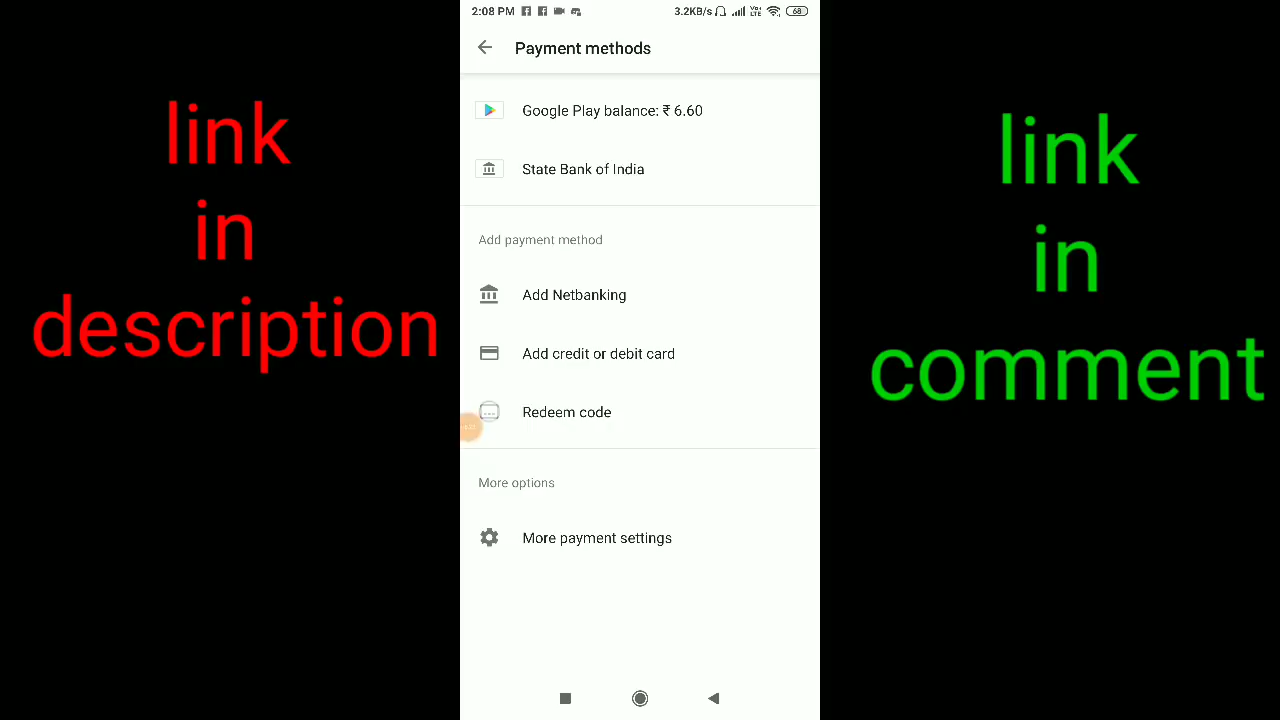 2:08 PM
3.2KB/s
68
Payment methods
link
in
description
Google Play balance: ₹ 6.60
State Bank of India
Add payment method
Add Netbanking
Add credit or debit card
Redeem code
More options
More payment settings
link
in
comment